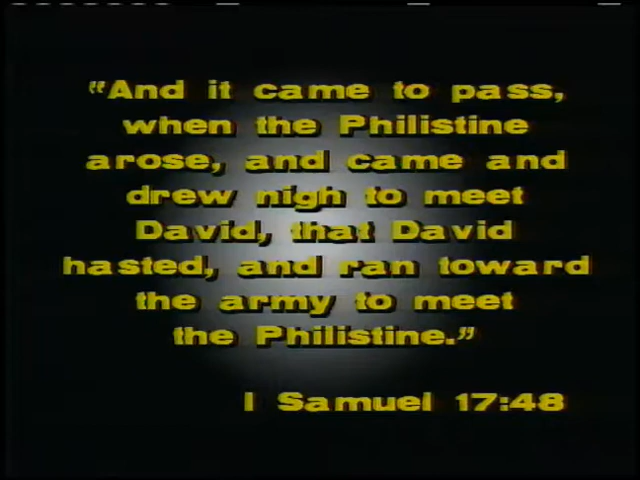 "And it came to pass,
when the Philistine
arose, and came and
drew nigh to meet
David, that David
hasted, and ran toward
the army to meet
the Philistine."
I Samuel 17:48